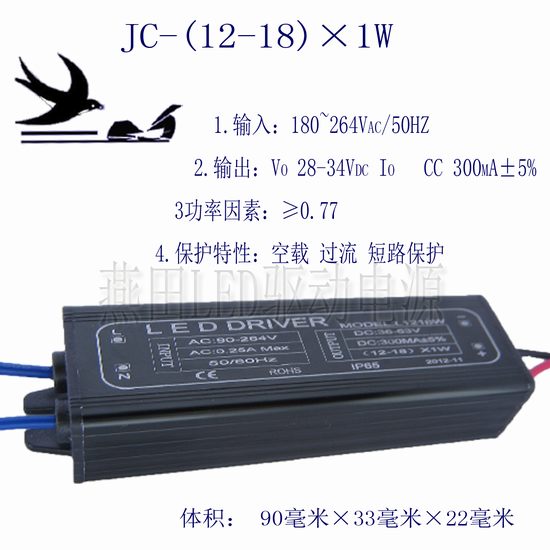 JC-(12-18)×1W
1.输入：180~264VAC/50HZ
2.输出：VO 28-34VDC IO CC 300MA±5%
3功率因素：≥0.77
4.保护特性：空载 过流 短路保护
燕田LED驱动电源
LED DRIVER
INPUT
AC:90-264V
AC:0.25A Max
50/60Hz
CE
ROHS
OUTPUT
DC:300MA±5%
(12-18)X1W
IP65
2012-11
L
N
体积： 90毫米×33毫米×22毫米